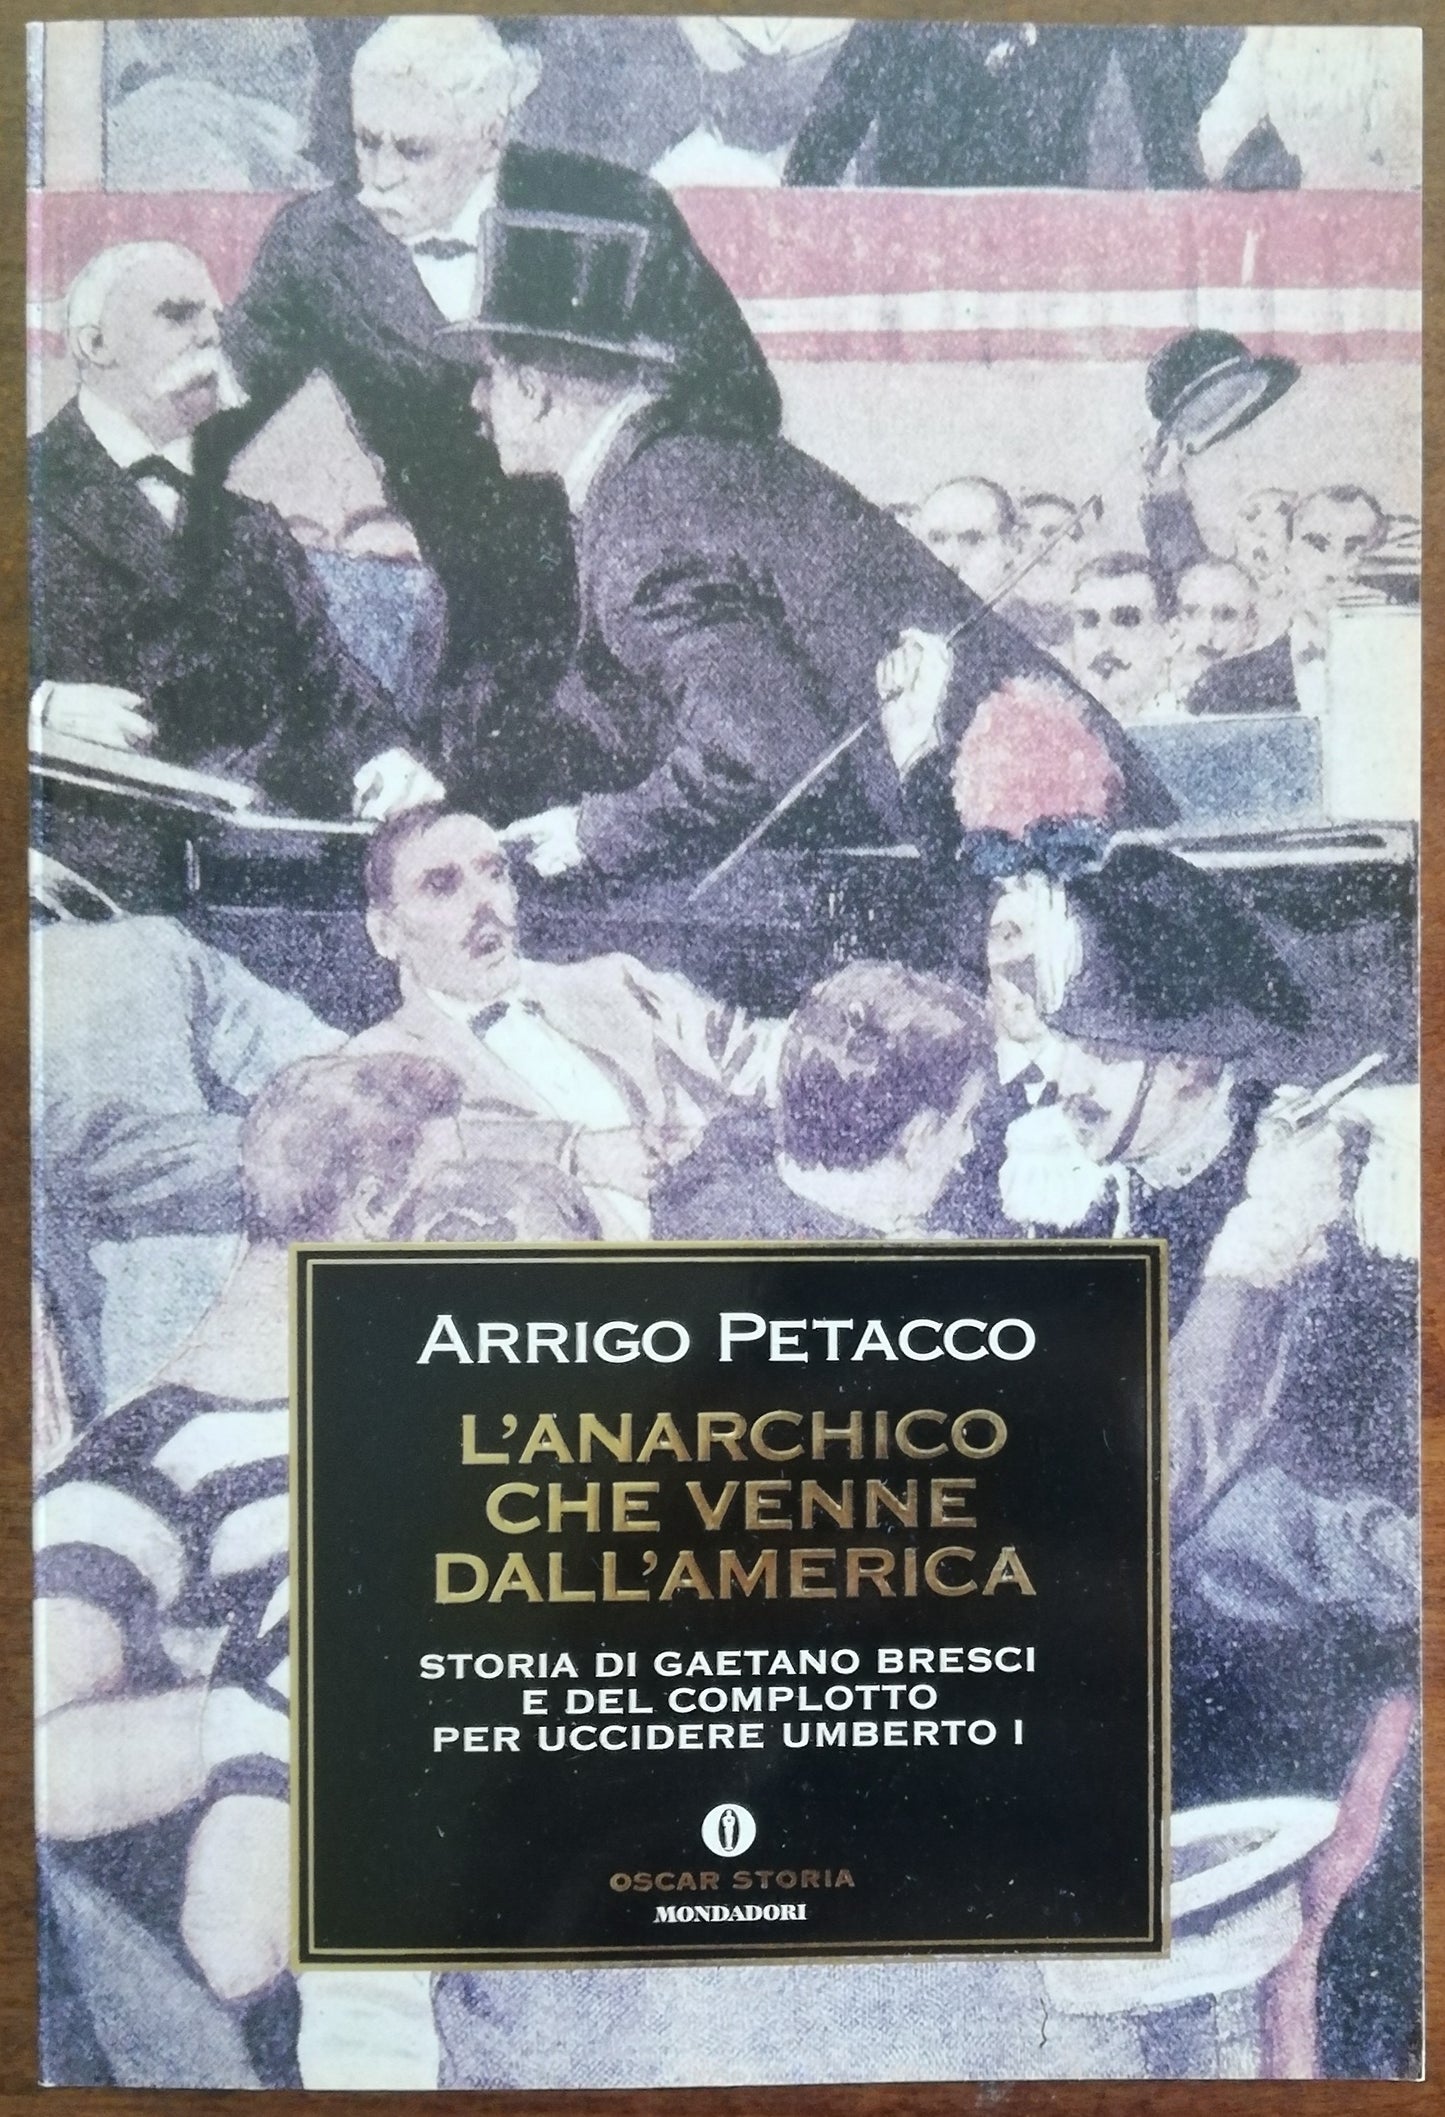 ARRIGO PETACCO
L'ANARCHICO
CHE VENNE
DALL'AMERICA
STORIA DI GAETANO BRESCI
E DEL COMPLOTTO
PER UCCIDERE UMBERTO I
OSCAR STORIA
MONDADORI